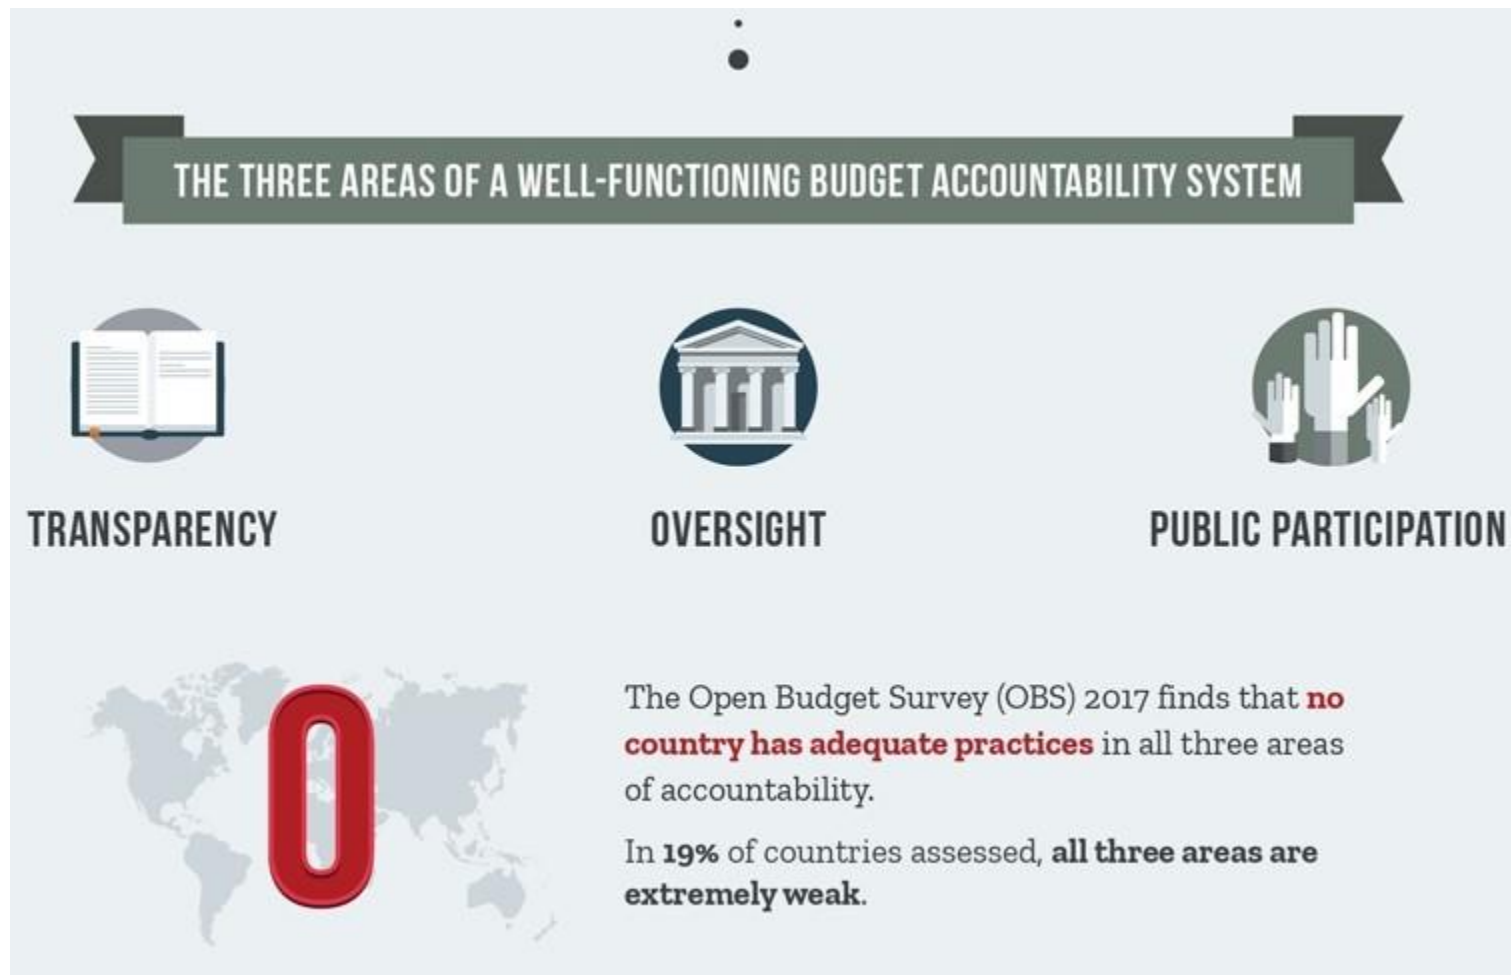 THE THREE AREAS OF A WELL-FUNCTIONING BUDGET ACCOUNTABILITY SYSTEM
TRANSPARENCY
OVERSIGHT
PUBLIC PARTICIPATION
0
The Open Budget Survey (OBS) 2017 finds that no
country has adequate practices in all three areas
of accountability.
In 19% of countries assessed, all three areas are
extremely weak.